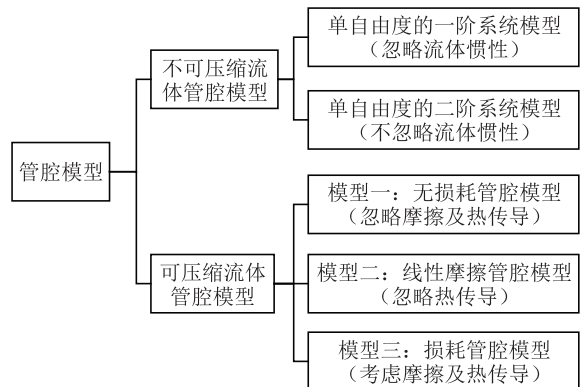 管腔模型
不可压缩流
体管腔模型
单自由度的一阶系统模型
（忽略流体惯性）
单自由度的二阶系统模型
（不忽略流体惯性）
可压缩流体
管腔模型
模型一：无损耗管腔模型
（忽略摩擦及热传导）
模型二：线性摩擦管腔模型
（忽略热传导）
模型三：损耗管腔模型
（考虑摩擦及热传导）